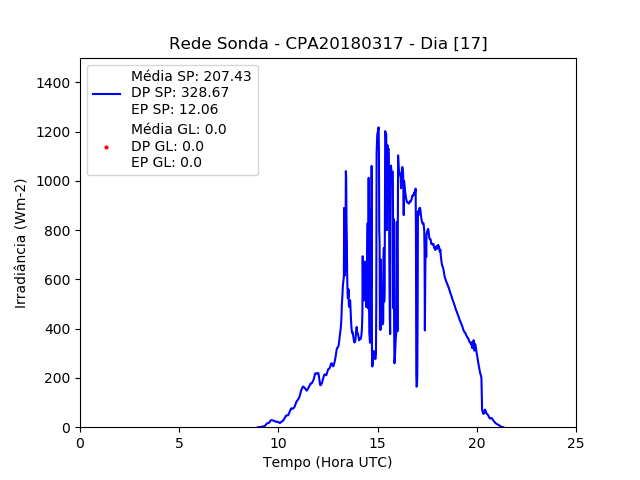 Rede Sonda - CPA20180317 - Dia [17]
Média SP: 207.43
DP SP: 328.67
EP SP: 12.06
Média GL: 0.0
DP GL: 0.0
EP GL: 0.0
Irradiância (Wm-2)
1400
1200
1000
800
600
400
200
0
0 5 10 15 20 25
Tempo (Hora UTC)